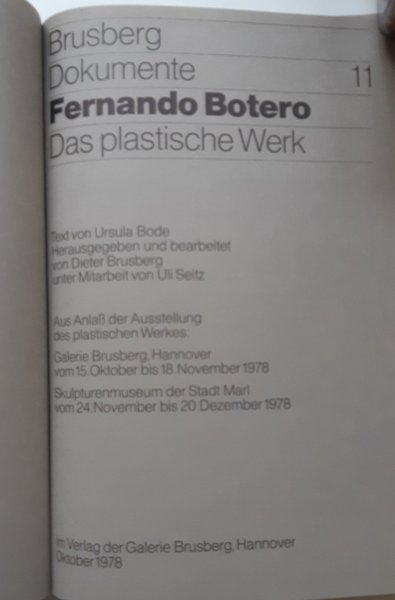 Brusberg
Dokumente 11
Fernando Botero
Das plastische Werk
Text von Ursula Bode
Herausgegeben und bearbeitet
von Dieter Brusberg
unter Mitarbeit von Uli Seitz
Aus Anlaß der Ausstellung
des plastischen Werkes:
Galerie Brusberg, Hannover
vom 15. Oktober bis 18. November 1978
Skulpturenmuseum der Stadt Marl
vom 24. November bis 20. Dezember 1978
im Verlag der Galerie Brusberg, Hannover
Oktober 1978